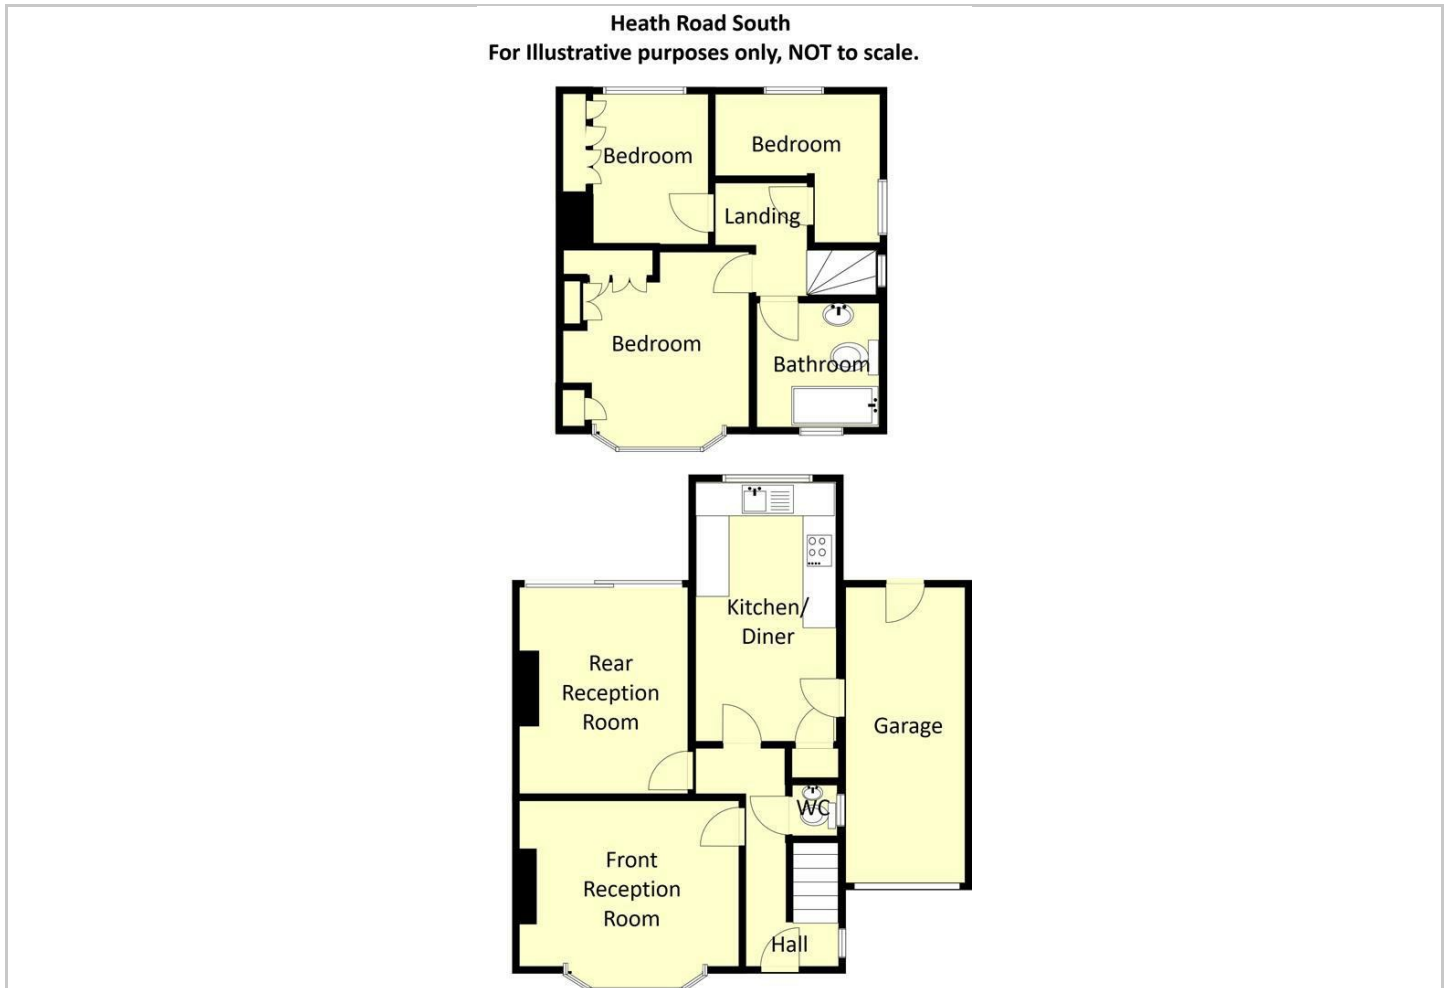 Heath Road South
For Illustrative purposes only, NOT to scale.
Bedroom
Bedroom
Landing
Bedroom
Bathroom
Kitchen/
Diner
Rear
Reception
Room
Garage
WC
Front
Reception
Room
Hall